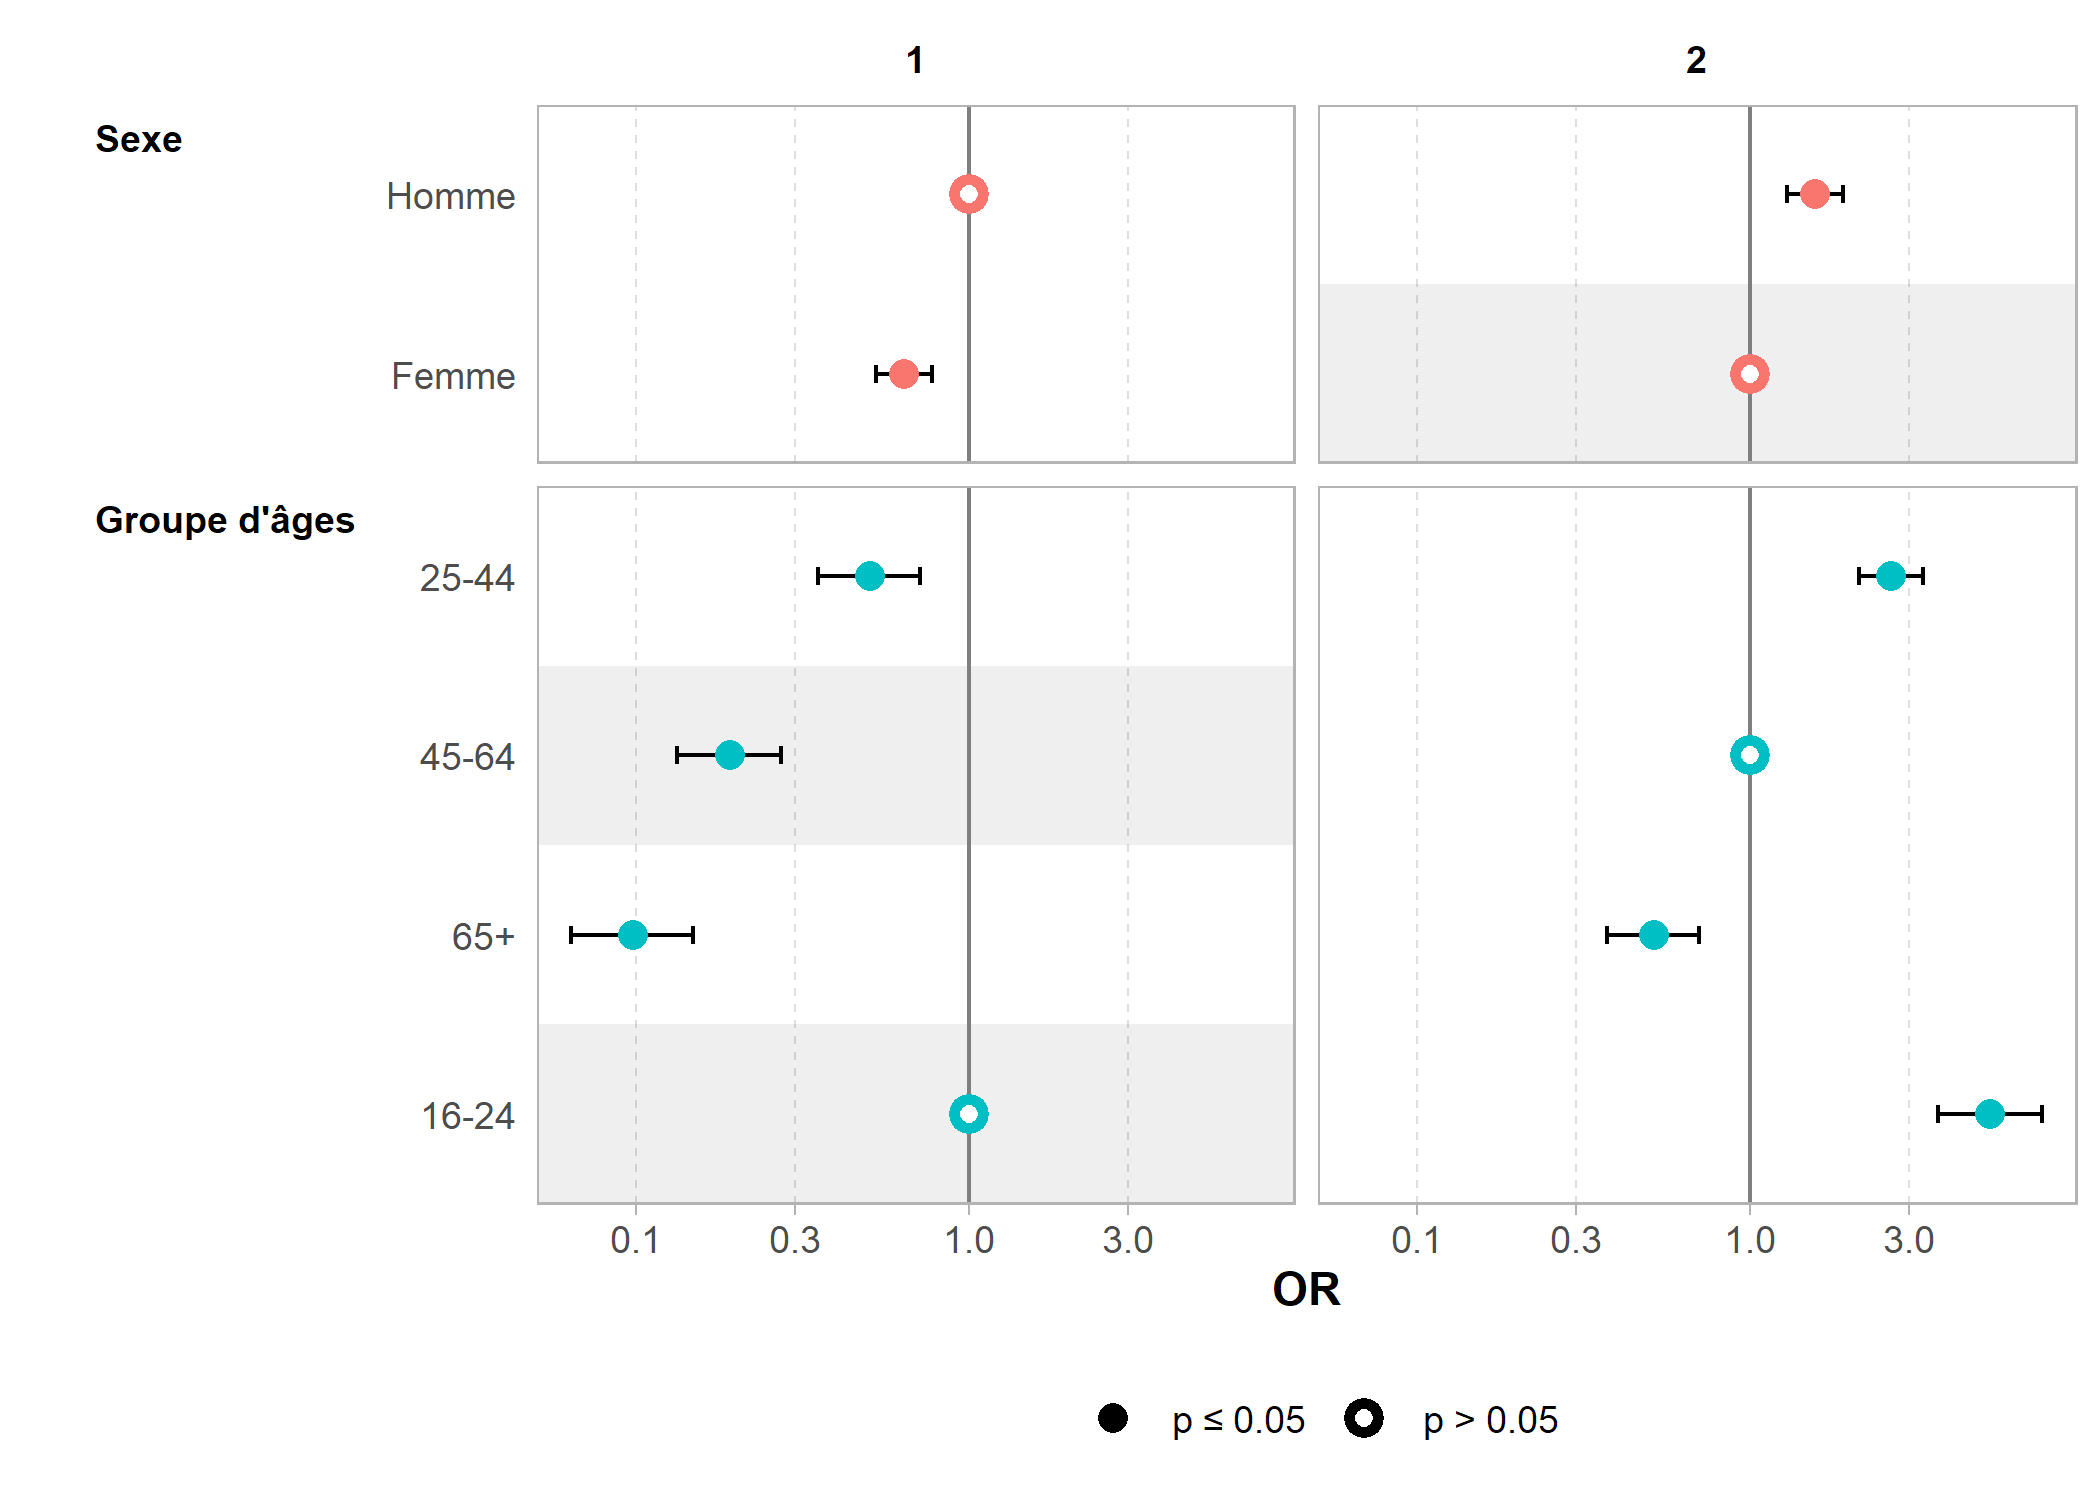 1 2
Sexe
Homme
Femme
Groupe d'âges
25-44
45-64
65+
16-24
0.1 0.3 1.0 3.0 0.1 0.3 1.0 3.0
OR
p ≤ 0.05 p > 0.05